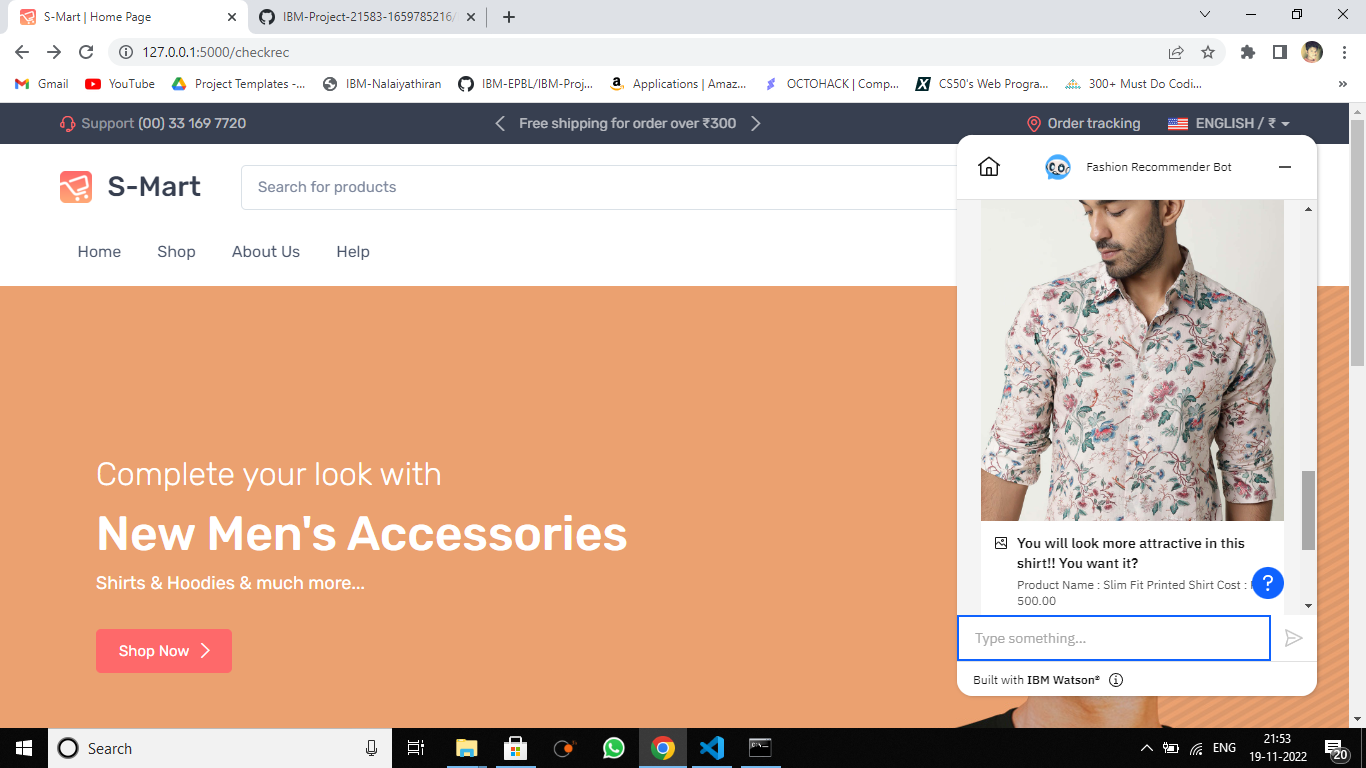 S-Mart | Home Page
IBM-Project-21583-1659785216/
127.0.0.1:5000/checkrec
Gmail
YouTube
Project Templates -...
IBM-Nalaiyathiran
IBM-EPBL/IBM-Proj...
Applications | Amaz...
OCTOHACK | Comp...
CS50's Web Progra...
300+ Must Do Codi...
»
Support (00) 33 169 7720
Free shipping for order over ₹300
Order tracking
ENGLISH / ₹
S-Mart
Search for products
Home
Shop
About Us
Help
Complete your look with
New Men's Accessories
Shirts & Hoodies & much more...
Shop Now
Fashion Recommender Bot
You will look more attractive in this
shirt!! You want it?
Product Name : Slim Fit Printed Shirt Cost :
500.00
?
Type something...
Built with IBM Watson®
Search
ENG
21:53
19-11-2022
20